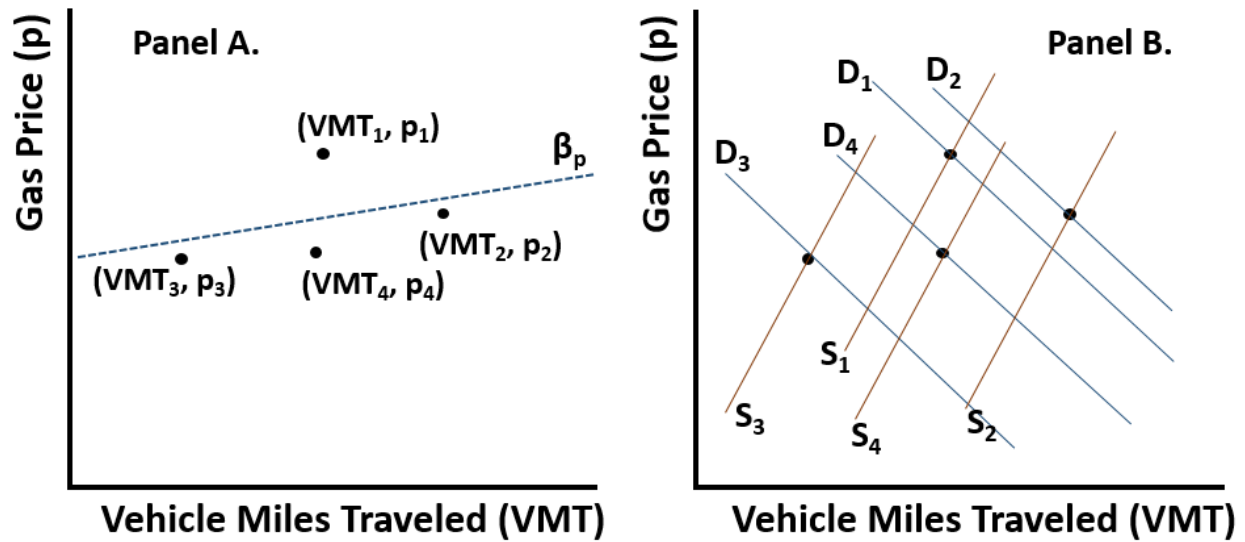 Gas Price (p)
Panel A.
(VMT₁, p₁)
βₚ
(VMT₂, p₂)
(VMT₃, p₃)
(VMT₄, p₄)
Vehicle Miles Traveled (VMT)
Gas Price (p)
Panel B.
D₁
D₂
D₄
D₃
S₁
S₃
S₄
S₂
Vehicle Miles Traveled (VMT)